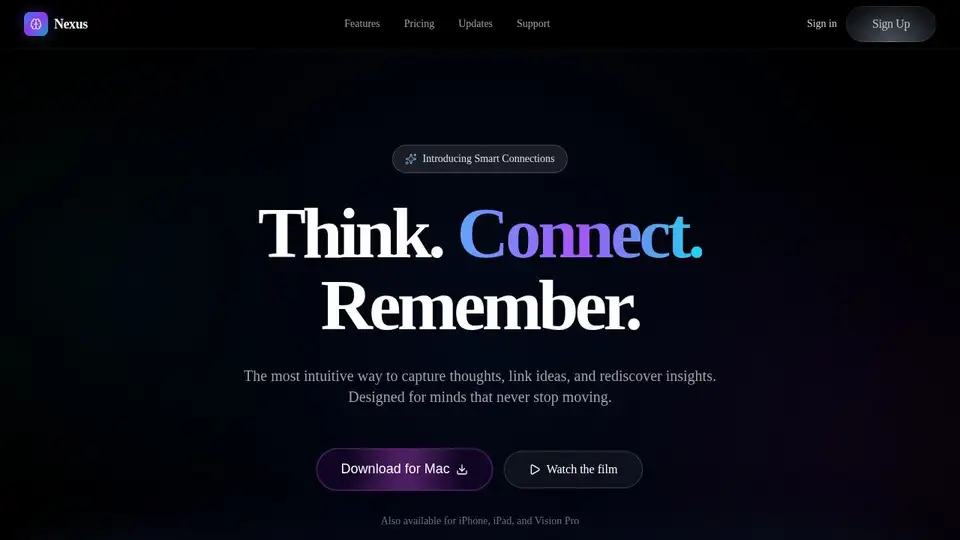 Nexus
Features
Pricing
Updates
Support
Sign in
Sign Up
Introducing Smart Connections
Think. Connect.
Remember.
The most intuitive way to capture thoughts, link ideas, and rediscover insights.
Designed for minds that never stop moving.
Download for Mac
Watch the film
Also available for iPhone, iPad, and Vision Pro